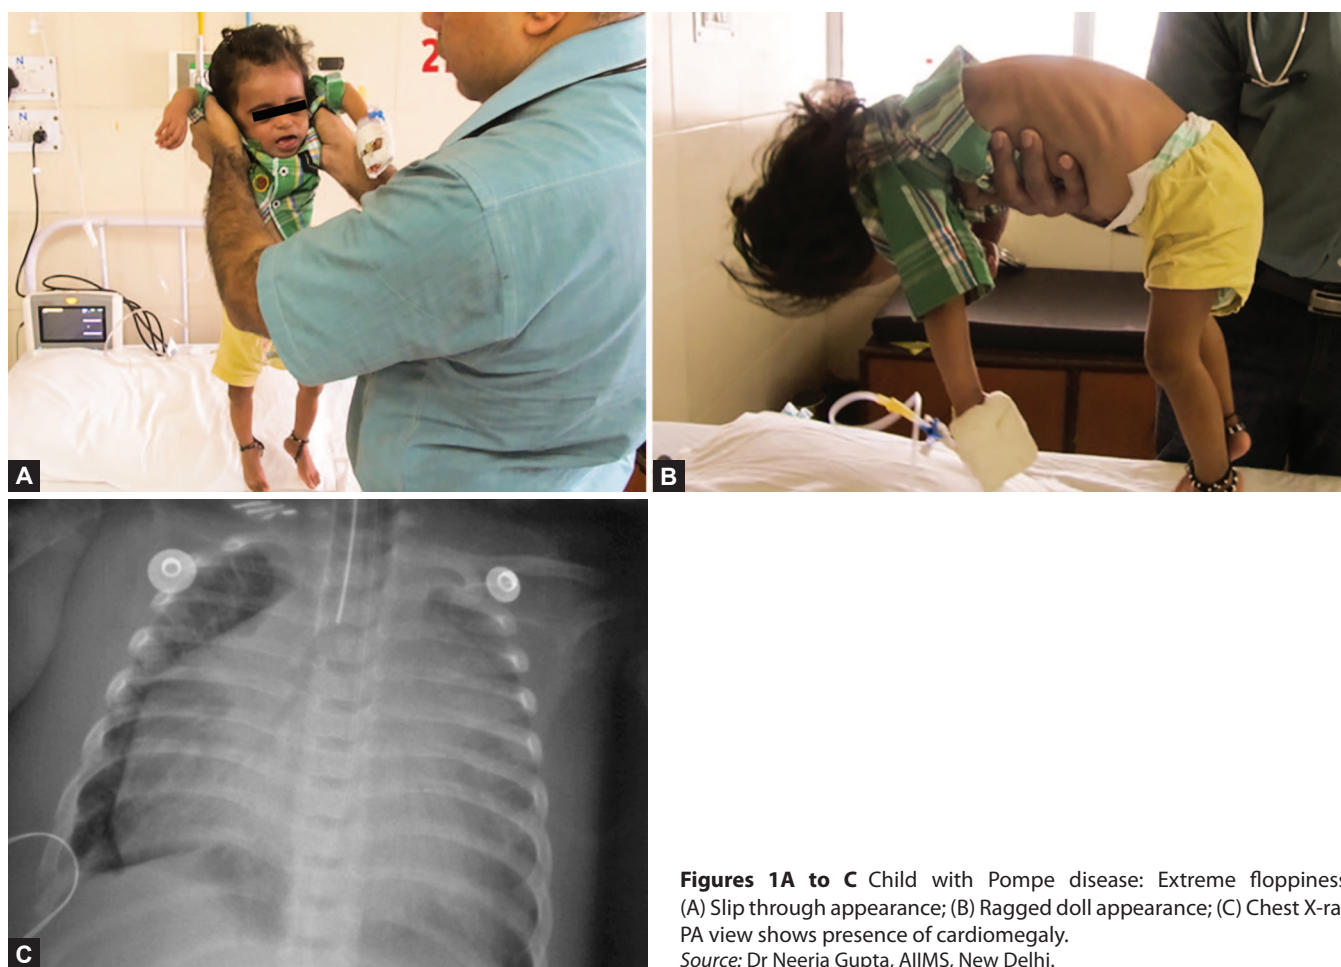 2
N
N
A
B
C
Figures 1A to C Child with Pompe disease: Extreme floppiness
(A) Slip through appearance; (B) Ragged doll appearance; (C) Chest X-ra
PA view shows presence of cardiomegaly.
Source: Dr Neerja Gupta, AIIMS, New Delhi.